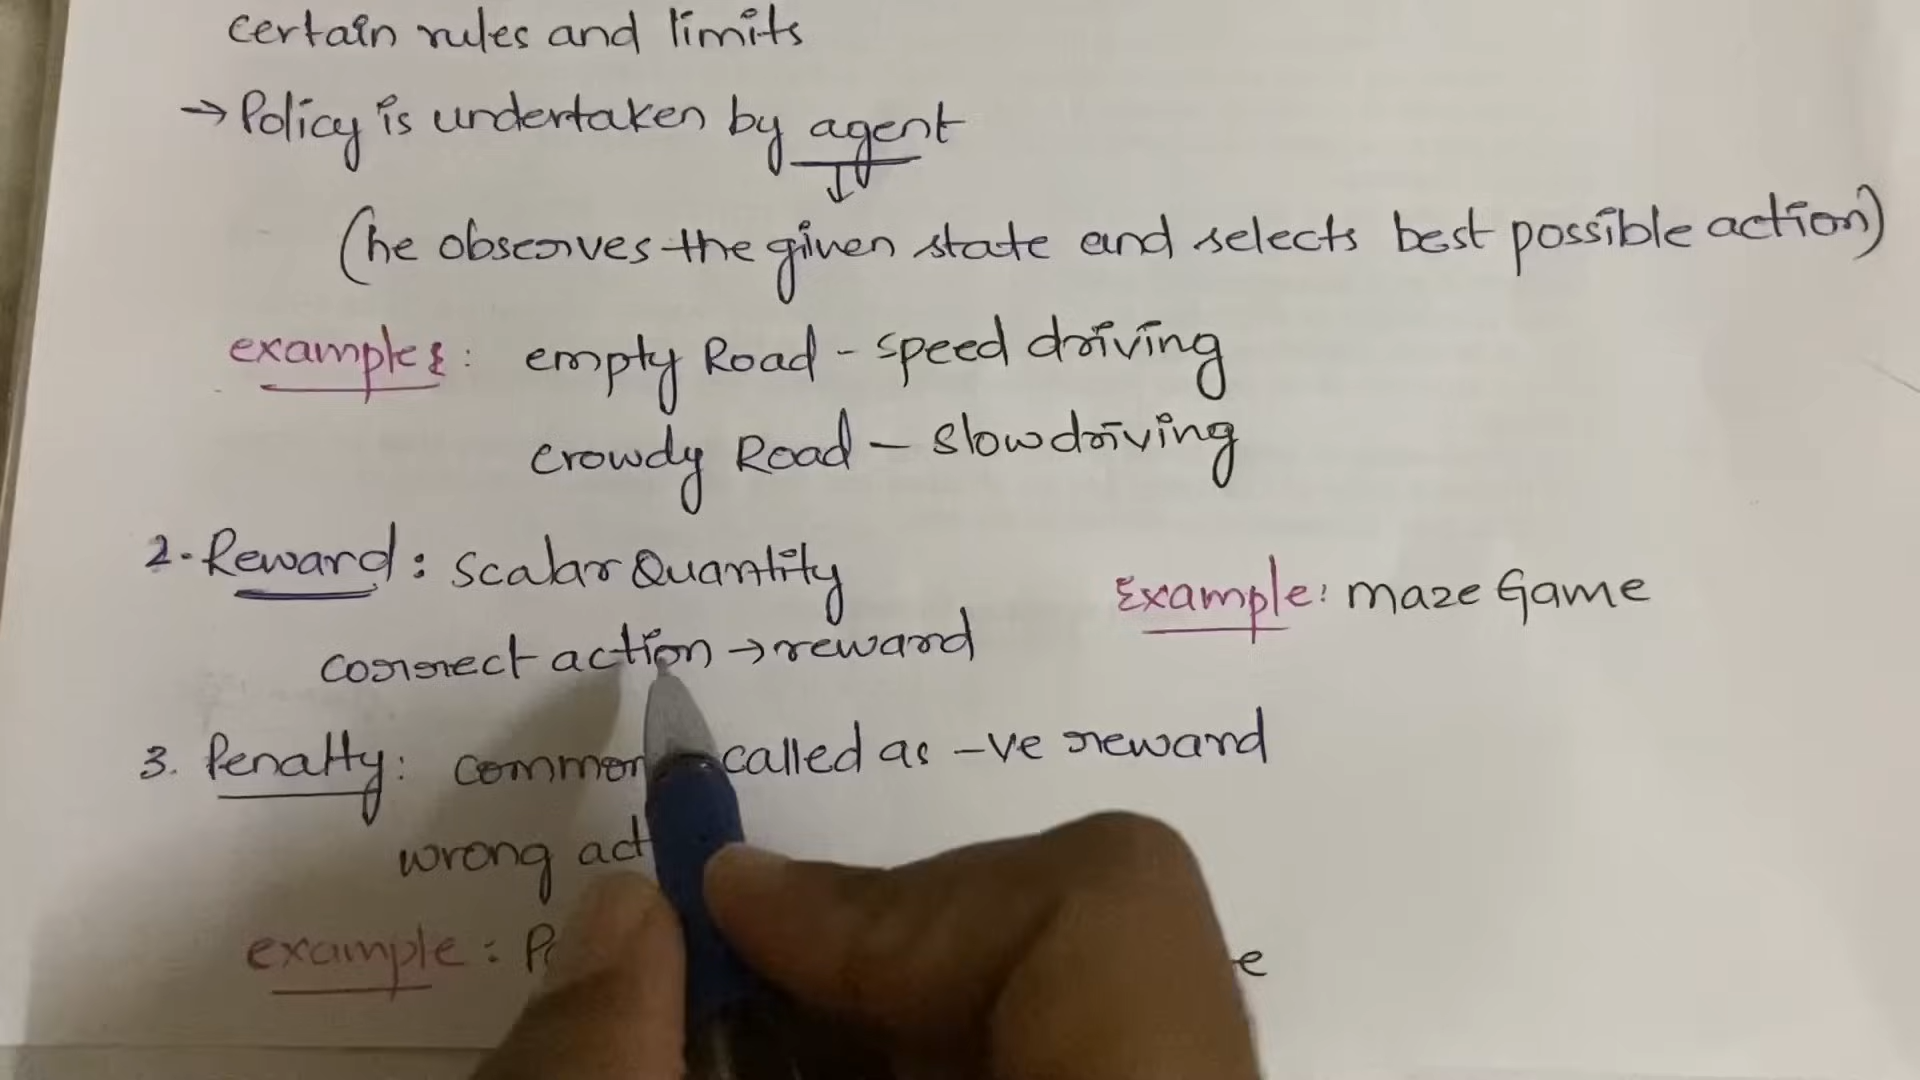 certain rules and limits
→ Policy is undertaken by agent
(he observes the given state and selects best possible action)
example: empty Road - speed driving
crowdy Road - slow driving
2. Reward: Scalar Quantity
Example: maze Game
correct action → reward
3. Penalty: called as -ve reward
wrong
example: